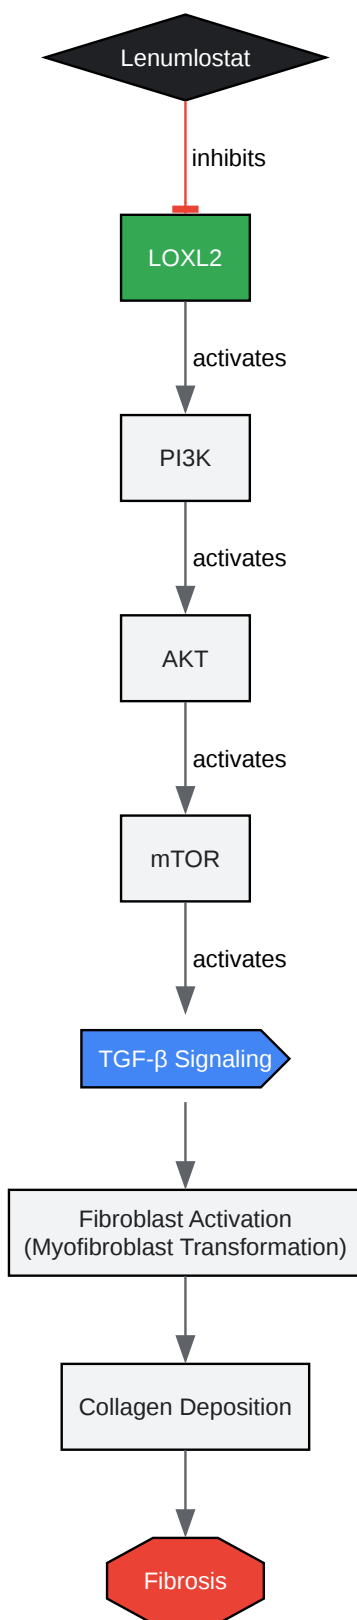 Lenumlostat
inhibits
LOXL2
activates
PI3K
activates
AKT
activates
mTOR
activates
TGF-β Signaling
Fibroblast Activation
(Myofibroblast Transformation)
Collagen Deposition
Fibrosis